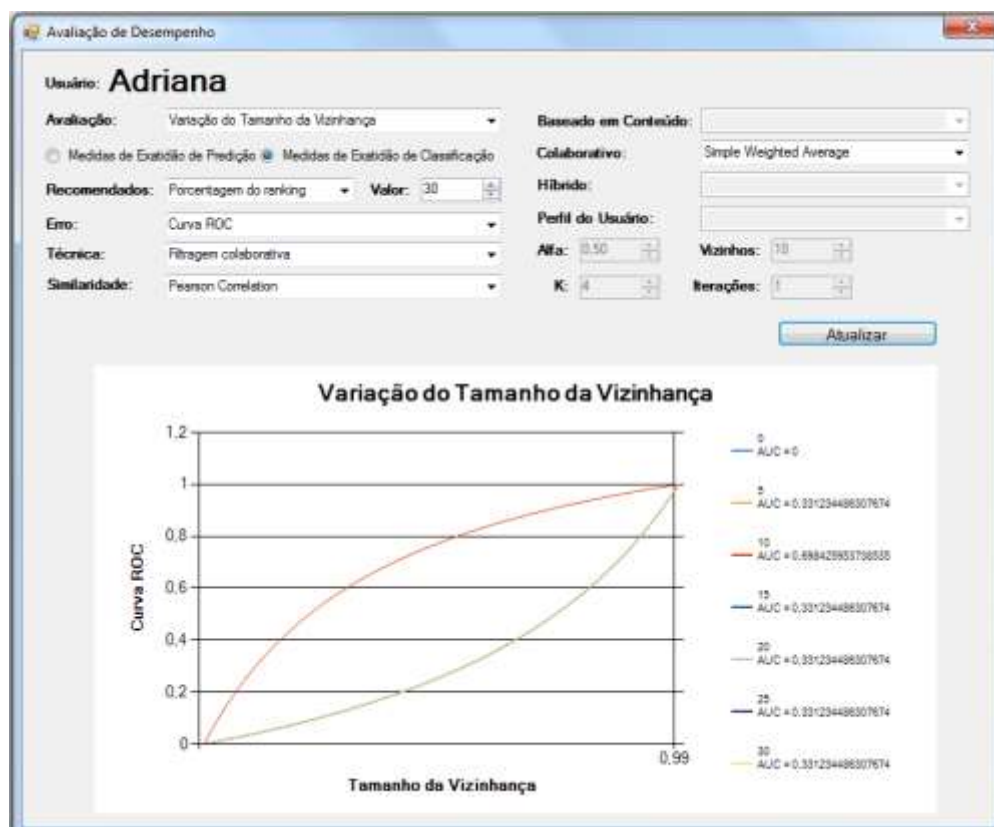 Avaliação de Desempenho
Usuário: Adriana
Avaliação: Variação do Tamanho da Vizinhança
Baseado em Conteúdo:
Medidas de Exatidão de Predição Medidas de Exatidão de Classificação
Colaborativo: Simple Weighted Average
Recomendados: Porcentagem do ranking Valor: 30
Híbrido:
Erro: Curva ROC
Perfil do Usuário:
Técnica: Filtragem colaborativa
Alfa: 0,50 Vizinhos: 10
Similaridade: Pearson Correlation
K: 4 Iterações: 1
Atualizar
Variação do Tamanho da Vizinhança
1,2
1
0,8
0,6
0,4
0,2
0
Curva ROC
0,99
Tamanho da Vizinhança
0
AUC = 0
5
AUC = 0,331234486307674
10
AUC =
15
AUC = 0,331234486307674
20
AUC = 0,331234486307674
25
AUC = 0,331234486307674
30
AUC = 0,331234486307674